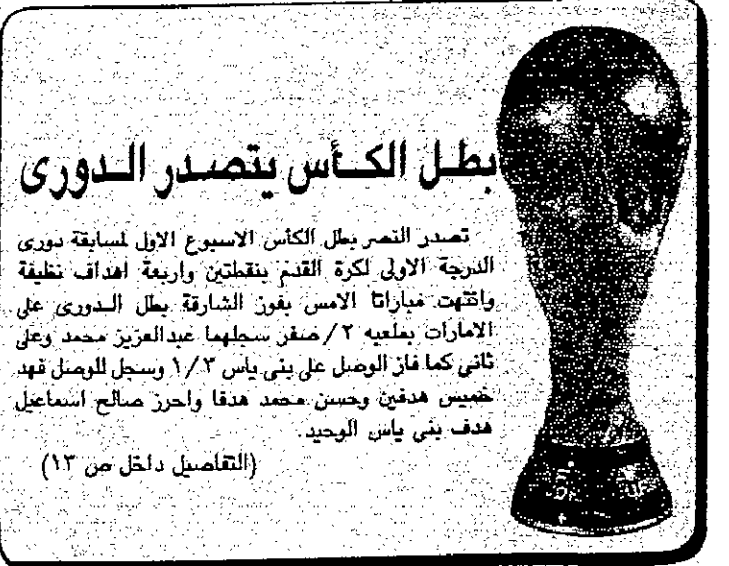 بطل الكأس يتصدر الدورى
تصدر النصر بطل الكأس الاسبوع الاول لمسابقة دورى
الدرجة الاولى لكرة القدم بنقطتين واربعة اهداف نظيفة
وانتهت مباراتا الامس بفوز الشارقة بطل الدورى على
الامارات بملعبه ٢/صفر سجلهما عبدالعزيز محمد وعلى
ثانى كما فاز الوصل على بنى ياس ١/٣ وسجل للوصل فهد
خميس هدفين وحسن محمد هدفا واحرز صالح اسماعيل
هدف بنى ياس الوحيد.
(التفاصيل داخل ص ١٣)